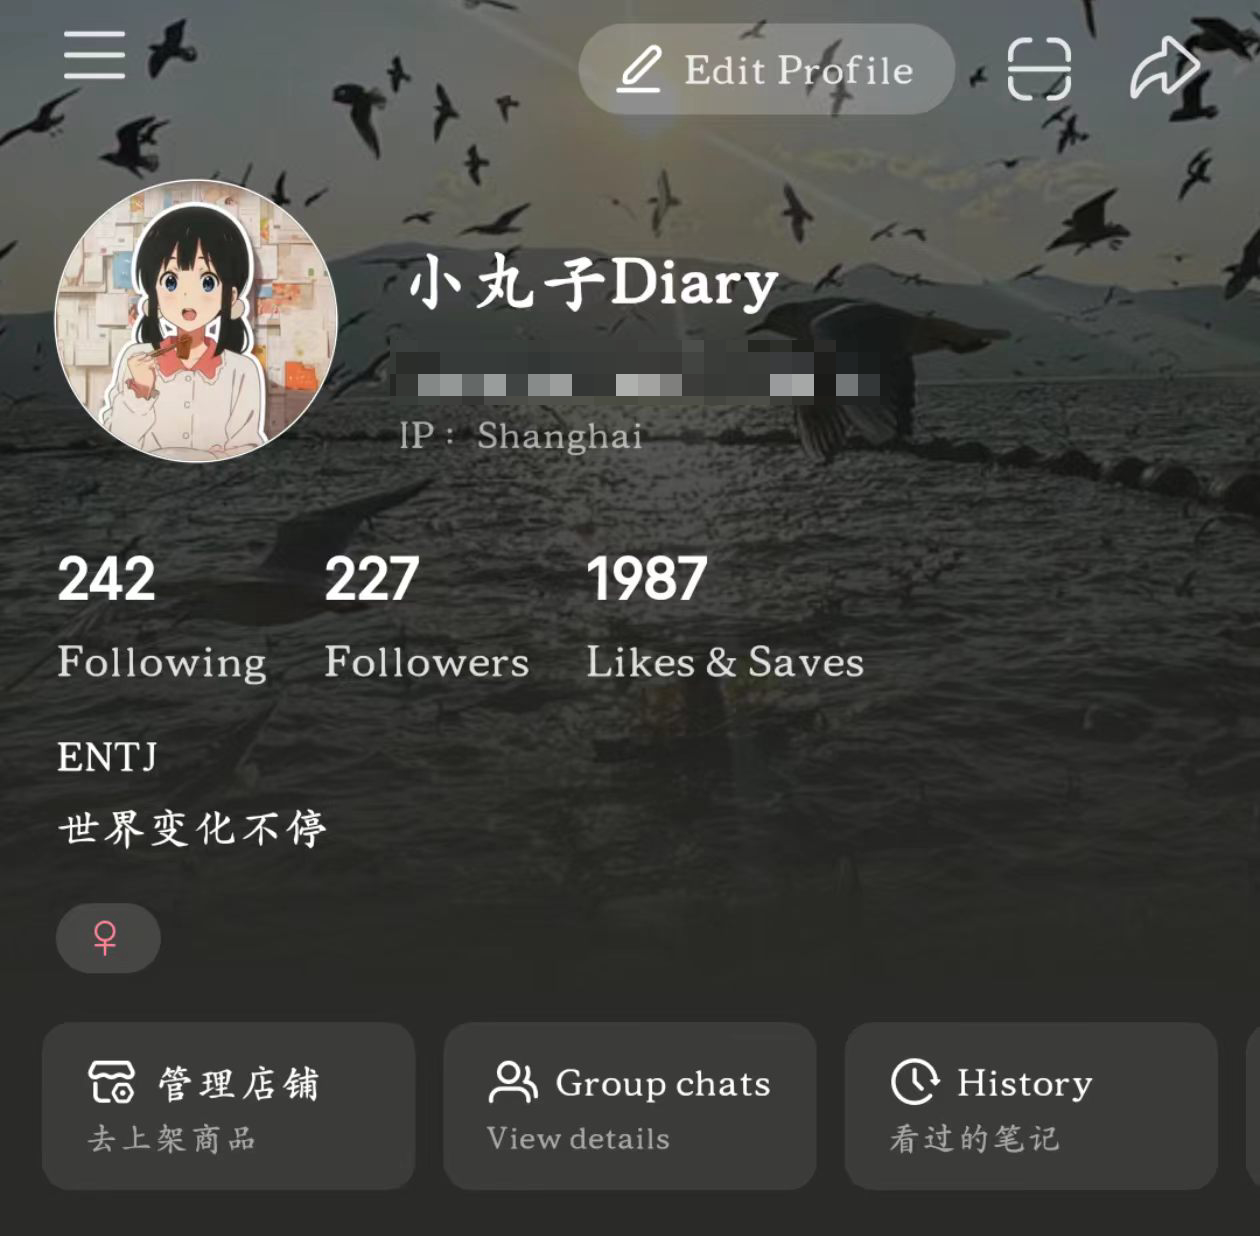 Edit Profile
小丸子Diary
IP：Shanghai
242 227 1987
Following Followers Likes & Saves
ENTJ
世界变化不停
♀
管理店铺 Group chats History
去上架商品 View details 看过的笔记